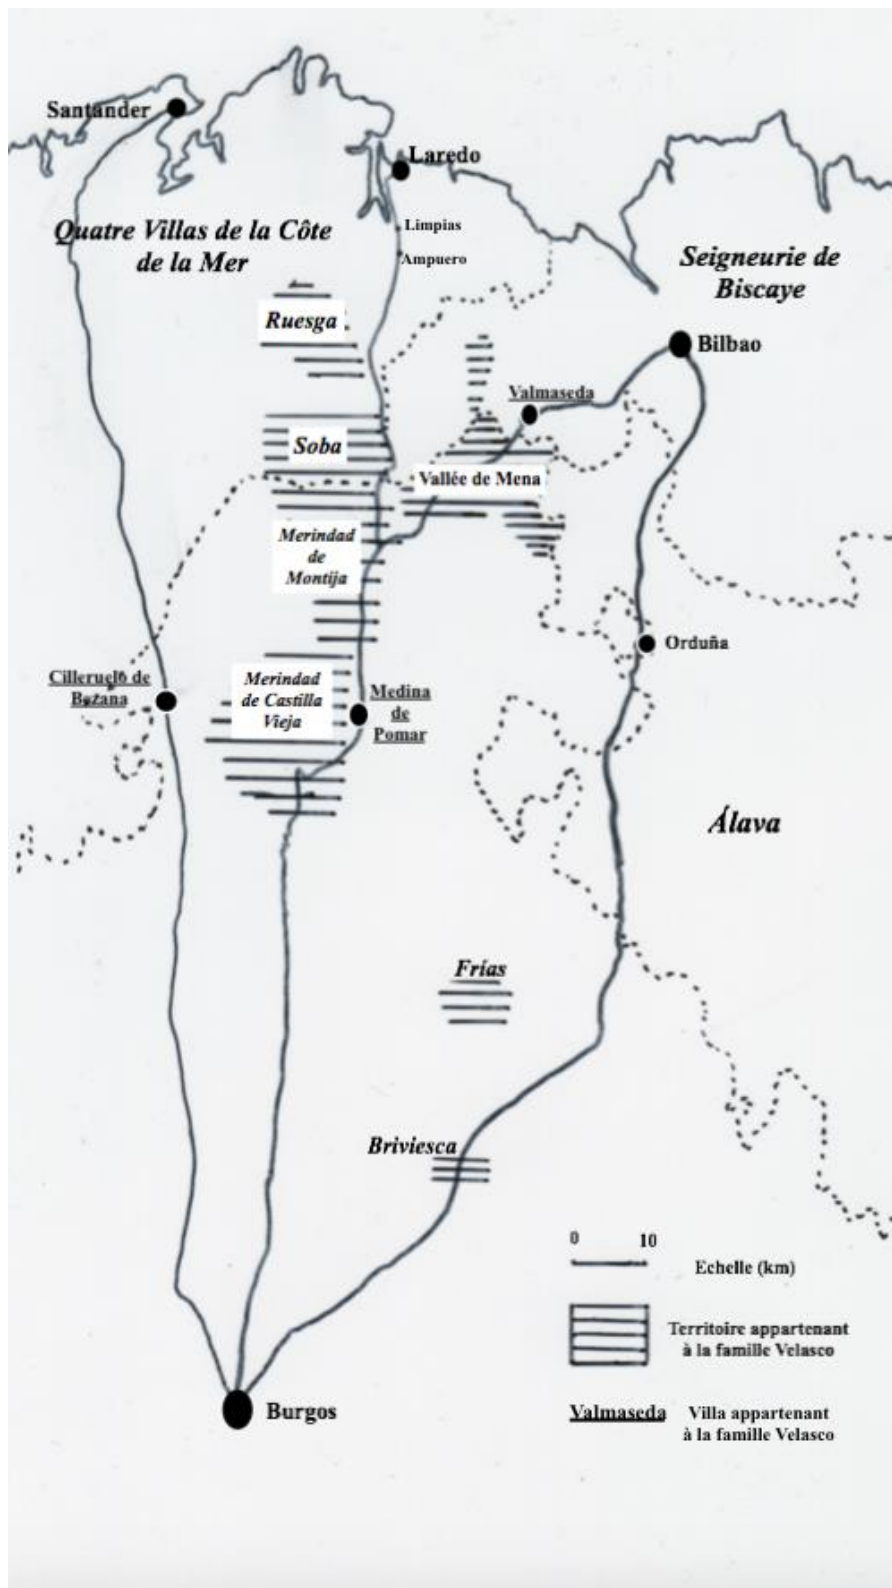 Santander
Laredo
Limpias
Ampuero
Quatre Villas de la Côte
de la Mer
Seigneurie de
Biscaye
Ruesga
Bilbao
Valmaseda
Soba
Vallée de Mena
Merindad
de
Montija
Orduña
Cilleruelo de
Bezana
Merindad
de Castilla
Vieja
Medina
de
Pomar
Álava
Frías
Briviesca
0 10
Echelle (km)
Territoire appartenant
à la famille Velasco
Burgos
Valmaseda Villa appartenant
à la famille Velasco